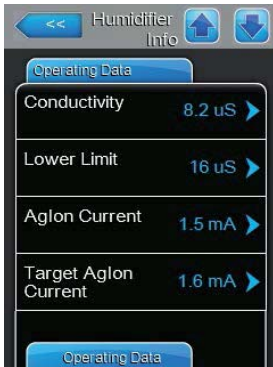 << Humidifier
Info
Operating Data
Conductivity 8.2 uS
Lower Limit 16 uS
AgIon Current 1.5 mA
Target AgIon
Current 1.6 mA
Operating Data